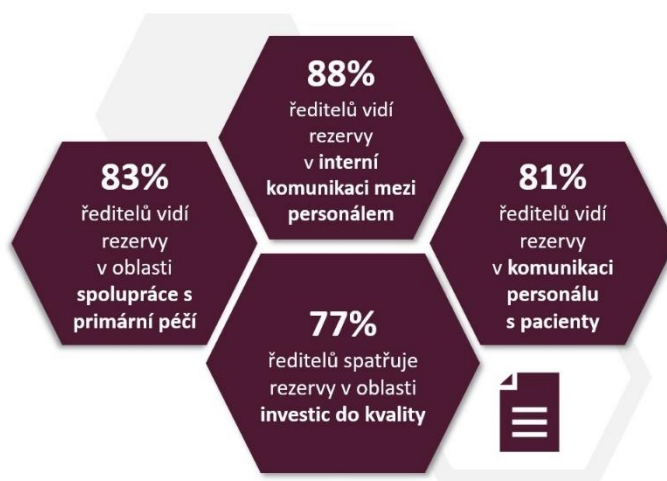 88%
ředitelů vidí
rezervy
v interní
komunikaci mezi
personálem
83%
ředitelů vidí
rezervy
v oblasti
spolupráce s
primární péčí
81%
ředitelů vidí
rezervy
v komunikaci
personálu
s pacienty
77%
ředitelů spatřuje
rezervy v oblasti
investic do kvality